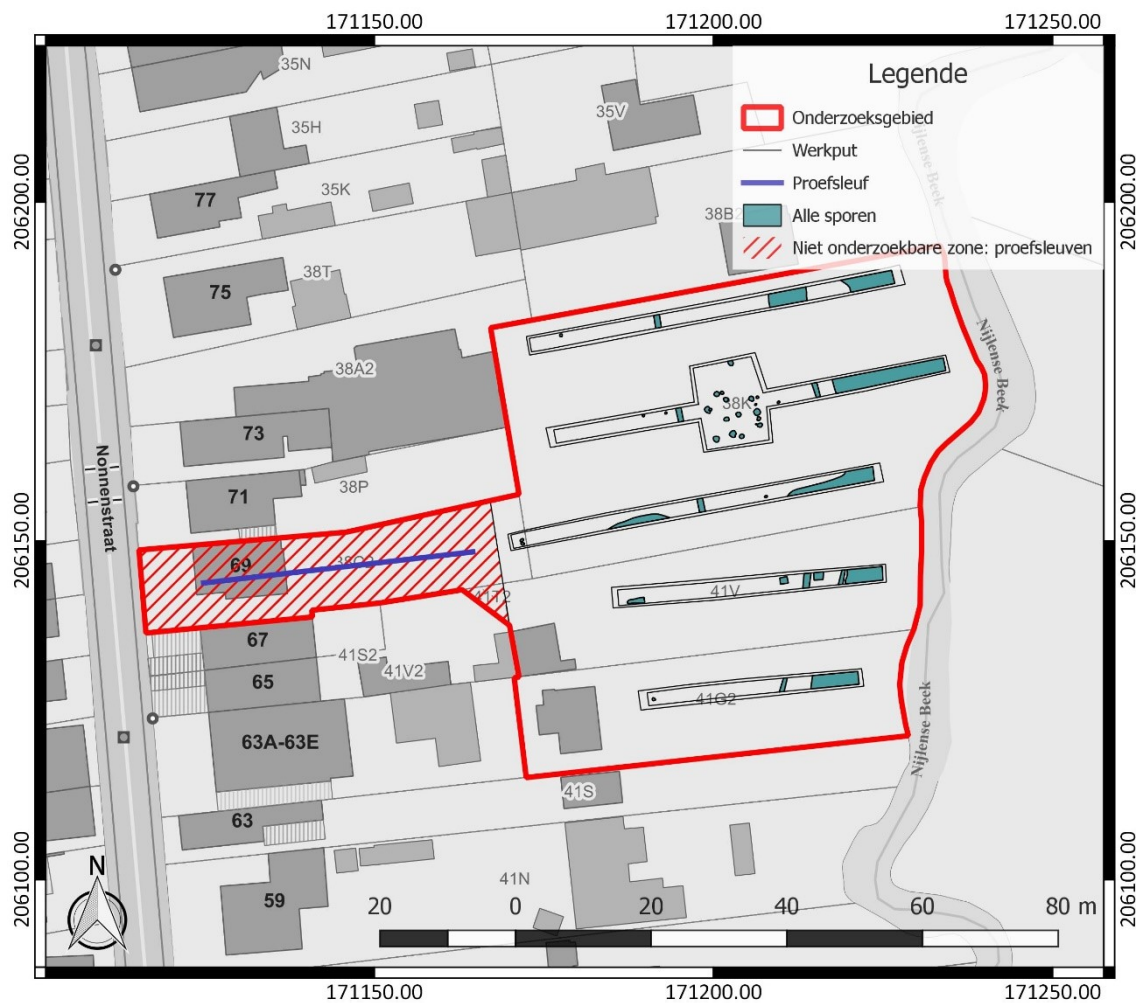 171150.00
171200.00
171250.00
Legende
Onderzoeksgebied
Werkput
Proefsleuf
Alle sporen
Niet onderzoekbare zone: proefsleuven
35N
35H
35V
77
35K
206200.00
206200.00
Nijlense Beek
38B2
38T
75
38A2
Nijlense Beek
38K
73
71
38P
Nonnenstraat
206150.00
206150.00
69
41T2
41V
67
41S2
65
41V2
41G2
63A-63E
Nijlense Beek
41S
63
59
41N
206100.00
206100.00
N
20
0
20
40
60
80 m
171150.00
171200.00
171250.00